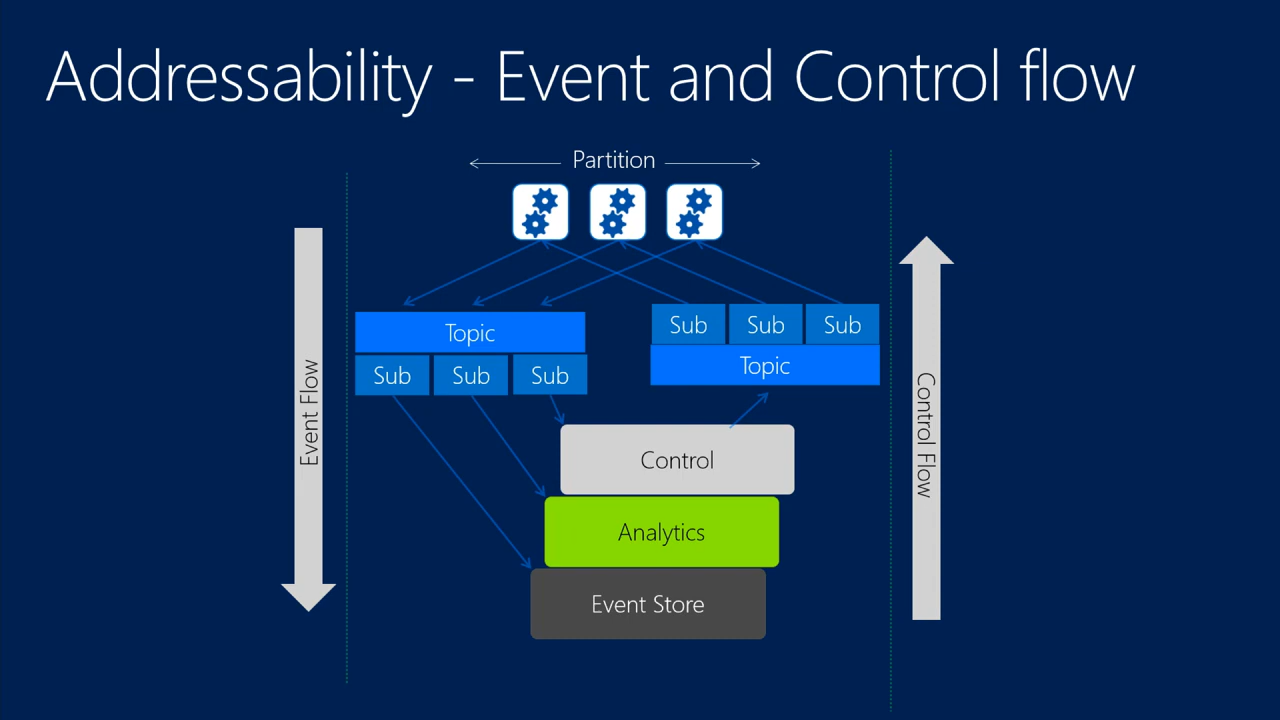 Addressability - Event and Control flow
Partition
Event Flow
Topic
Sub Sub Sub
Sub Sub Sub
Topic
Control Flow
Control
Analytics
Event Store